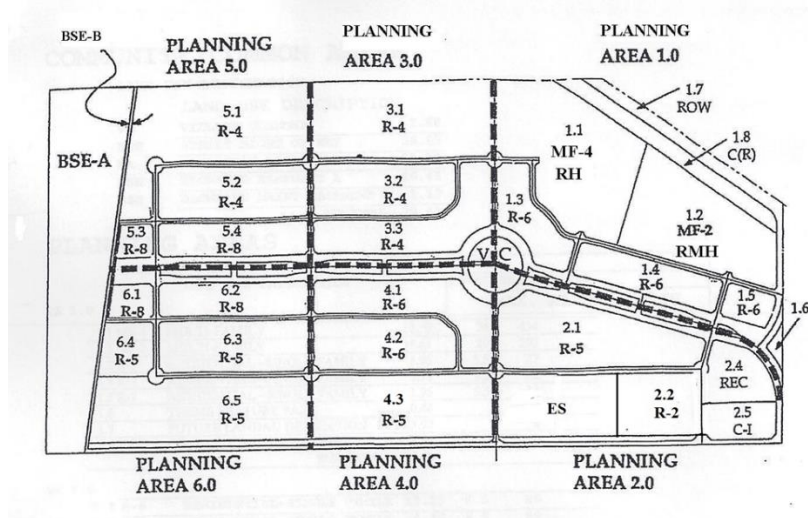 BSE-B
PLANNING
AREA 5.0
PLANNING
AREA 3.0
PLANNING
AREA 1.0
1.7
ROW
1.8
C(R)
5.1
R-4
3.1
R-4
1.1
MF-4
RH
BSE-A
5.2
R-4
3.2
R-4
1.3
R-6
1.2
MF-2
RMH
5.3
R-8
5.4
R-8
3.3
R-4
V C
1.4
R-6
1.5
R-6
1.6
6.1
R-8
6.2
R-8
4.1
R-6
2.1
R-5
6.4
R-5
6.3
R-5
4.2
R-6
2.4
REC
6.5
R-5
4.3
R-5
ES
2.2
R-2
2.5
C-I
PLANNING
AREA 6.0
PLANNING
AREA 4.0
PLANNING
AREA 2.0